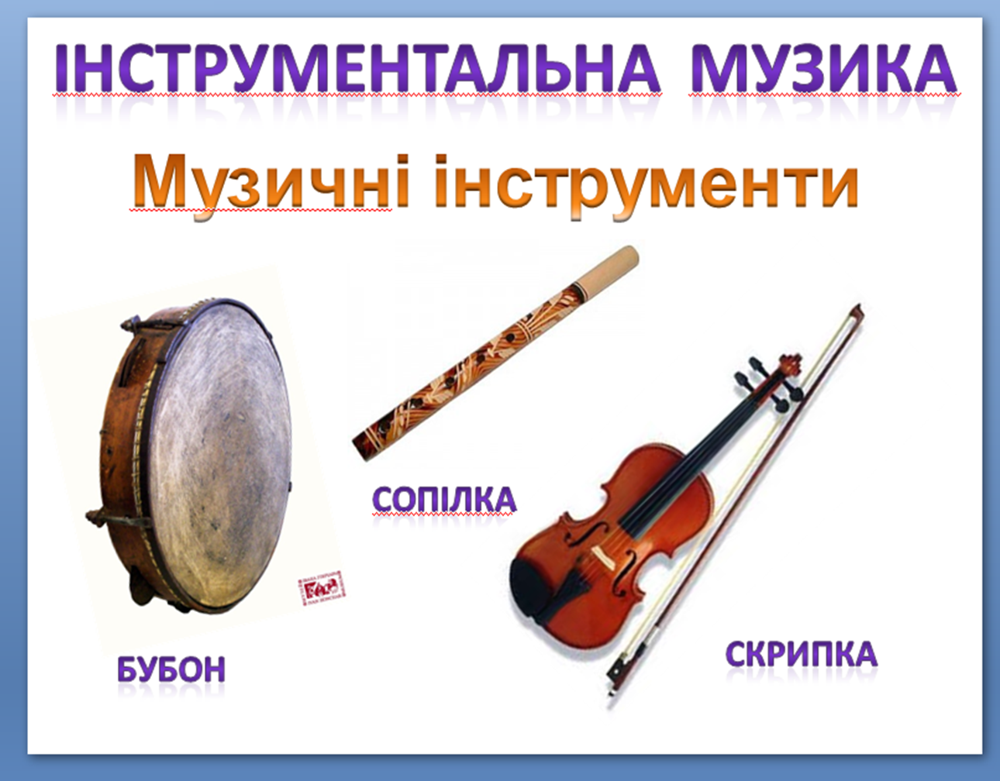 ІНСТРУМЕНТАЛЬНА МУЗИКА
Музичні інструменти
СОПІЛКА
СКРИПКА
БУБОН